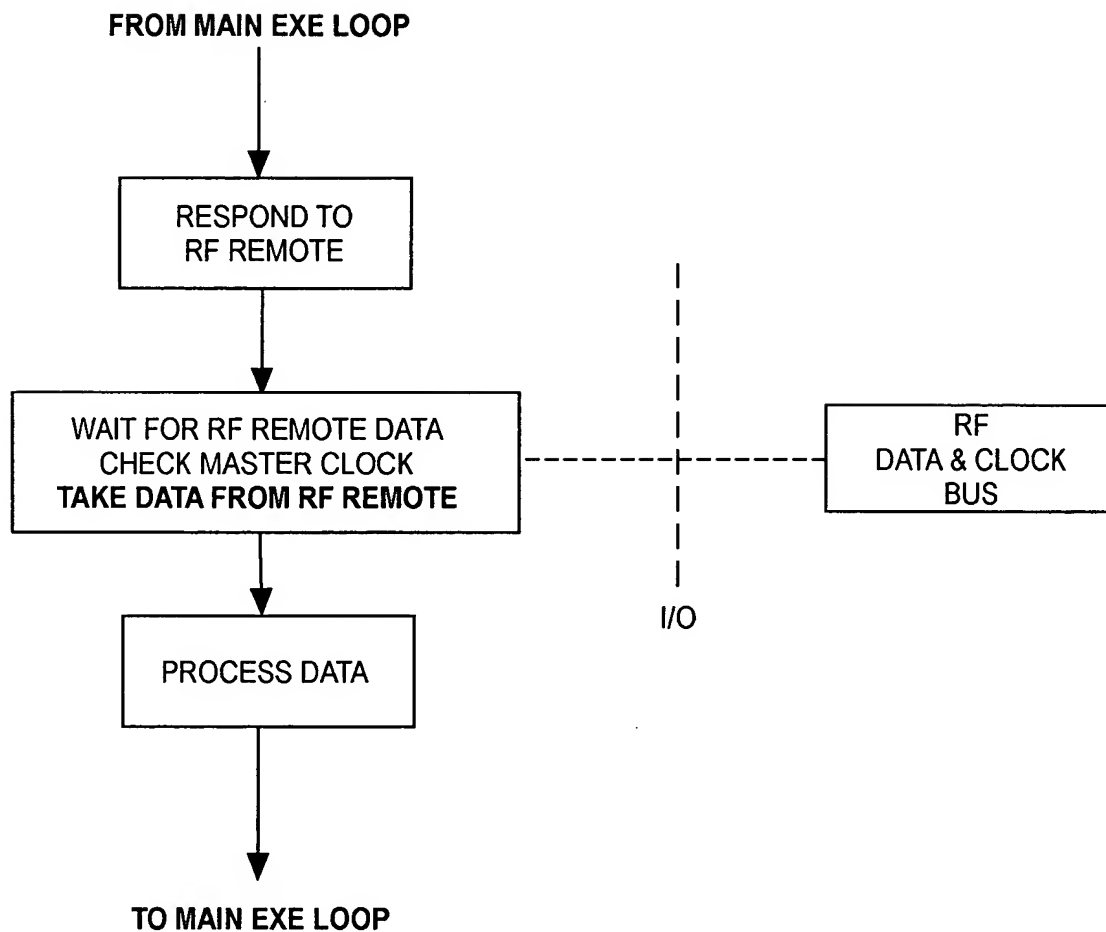 FROM MAIN EXE LOOP
RESPOND TO
RF REMOTE
WAIT FOR RF REMOTE DATA
CHECK MASTER CLOCK
TAKE DATA FROM RF REMOTE
RF
DATA & CLOCK
BUS
I/O
PROCESS DATA
TO MAIN EXE LOOP